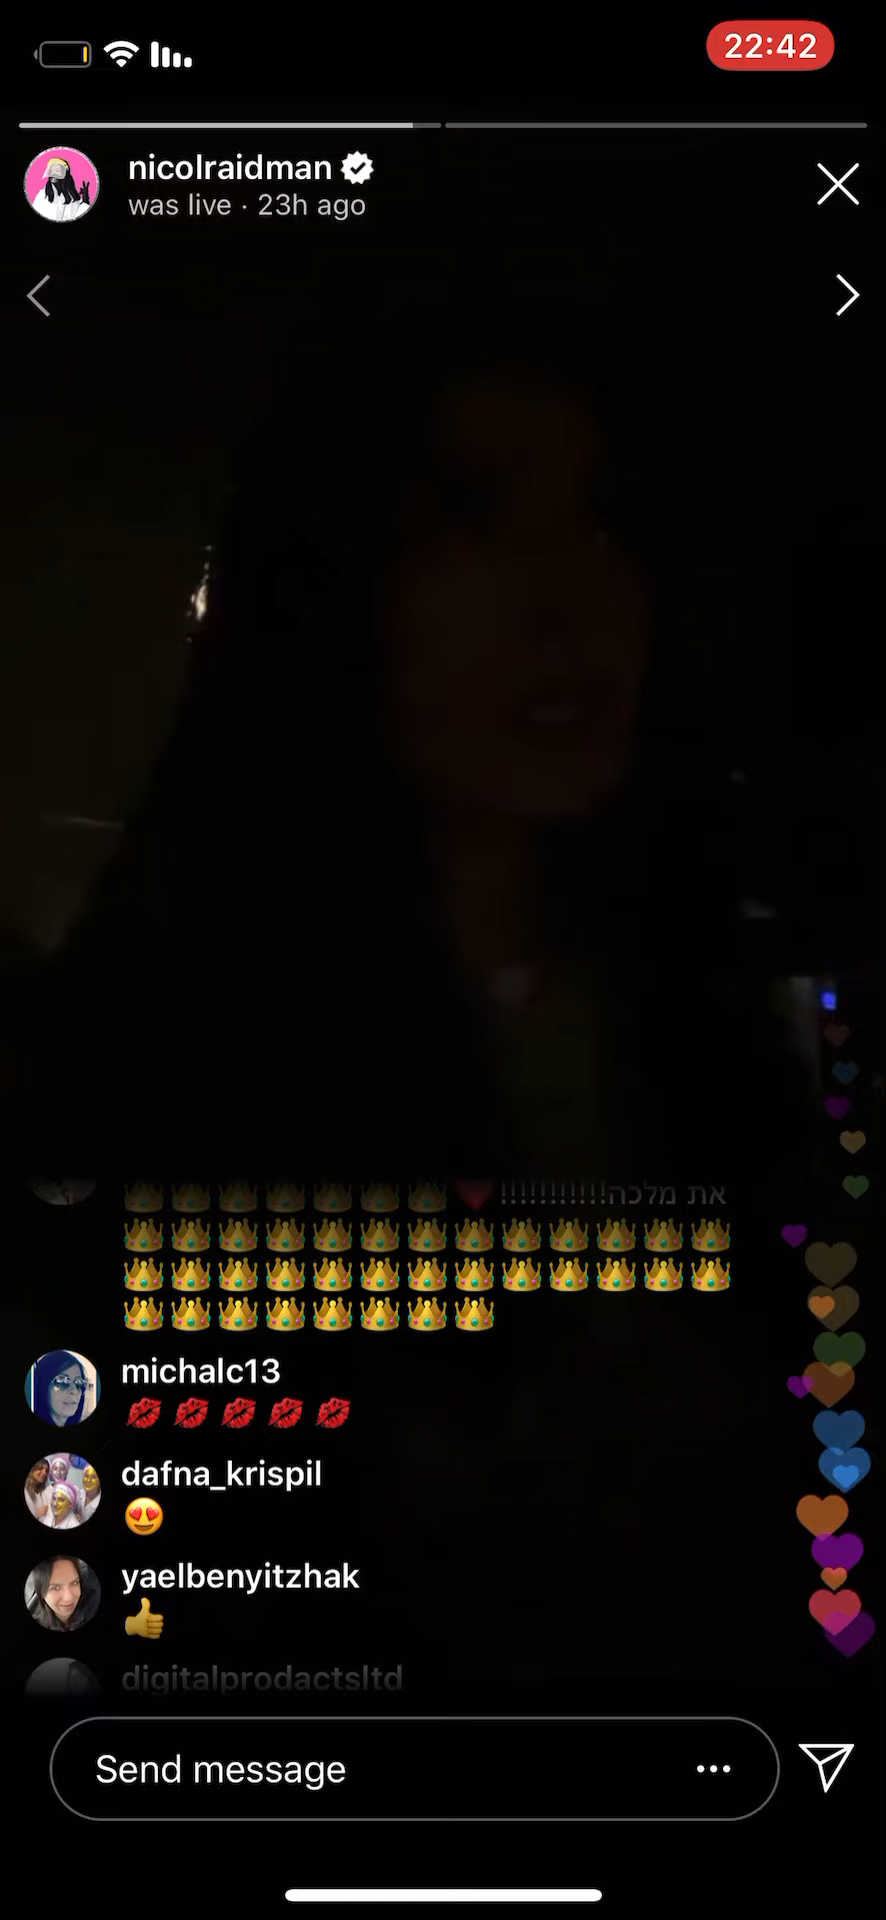 22:42
nicolraidman
was live · 23h ago
את מלכה!!!!!!!!!!!!❤️👑👑👑👑👑👑👑
👑👑👑👑👑👑👑👑👑👑👑👑👑
👑👑👑👑👑👑👑👑👑👑👑👑👑
👑👑👑👑👑👑👑👑
michalc13
💋💋💋💋💋
dafna_krispil
😍
yaelbenyitzhak
👍
digitalprodactsltd
Send message